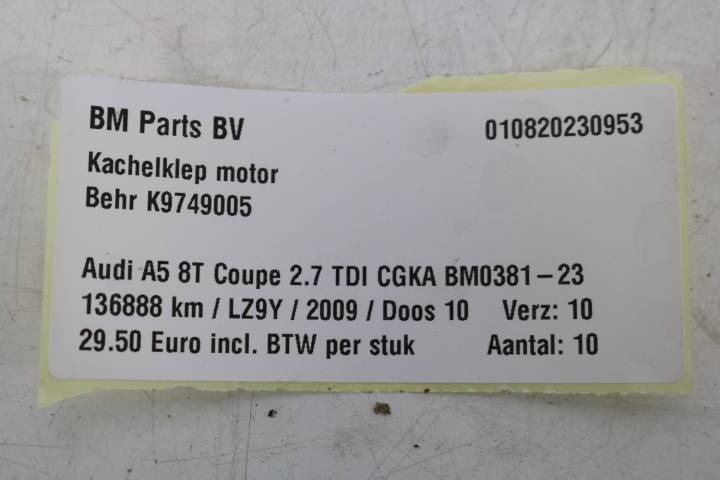 BM Parts BV 010820230953
Kachelklep motor
Behr K9749005
Audi A5 8T Coupe 2.7 TDI CGKA BM0381-23
136888 km / LZ9Y / 2009 / Doos 10 Verz: 10
29.50 Euro incl. BTW per stuk Aantal: 10